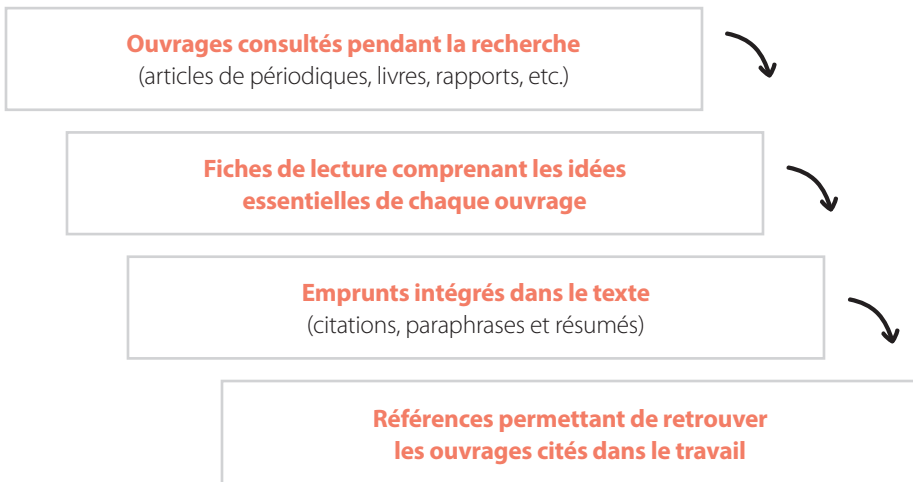 Ouvrages consultés pendant la recherche
(articles de périodiques, livres, rapports, etc.)
Fiches de lecture comprenant les idées
essentielles de chaque ouvrage
Emprunts intégrés dans le texte
(citations, paraphrases et résumés)
Références permettant de retrouver
les ouvrages cités dans le travail